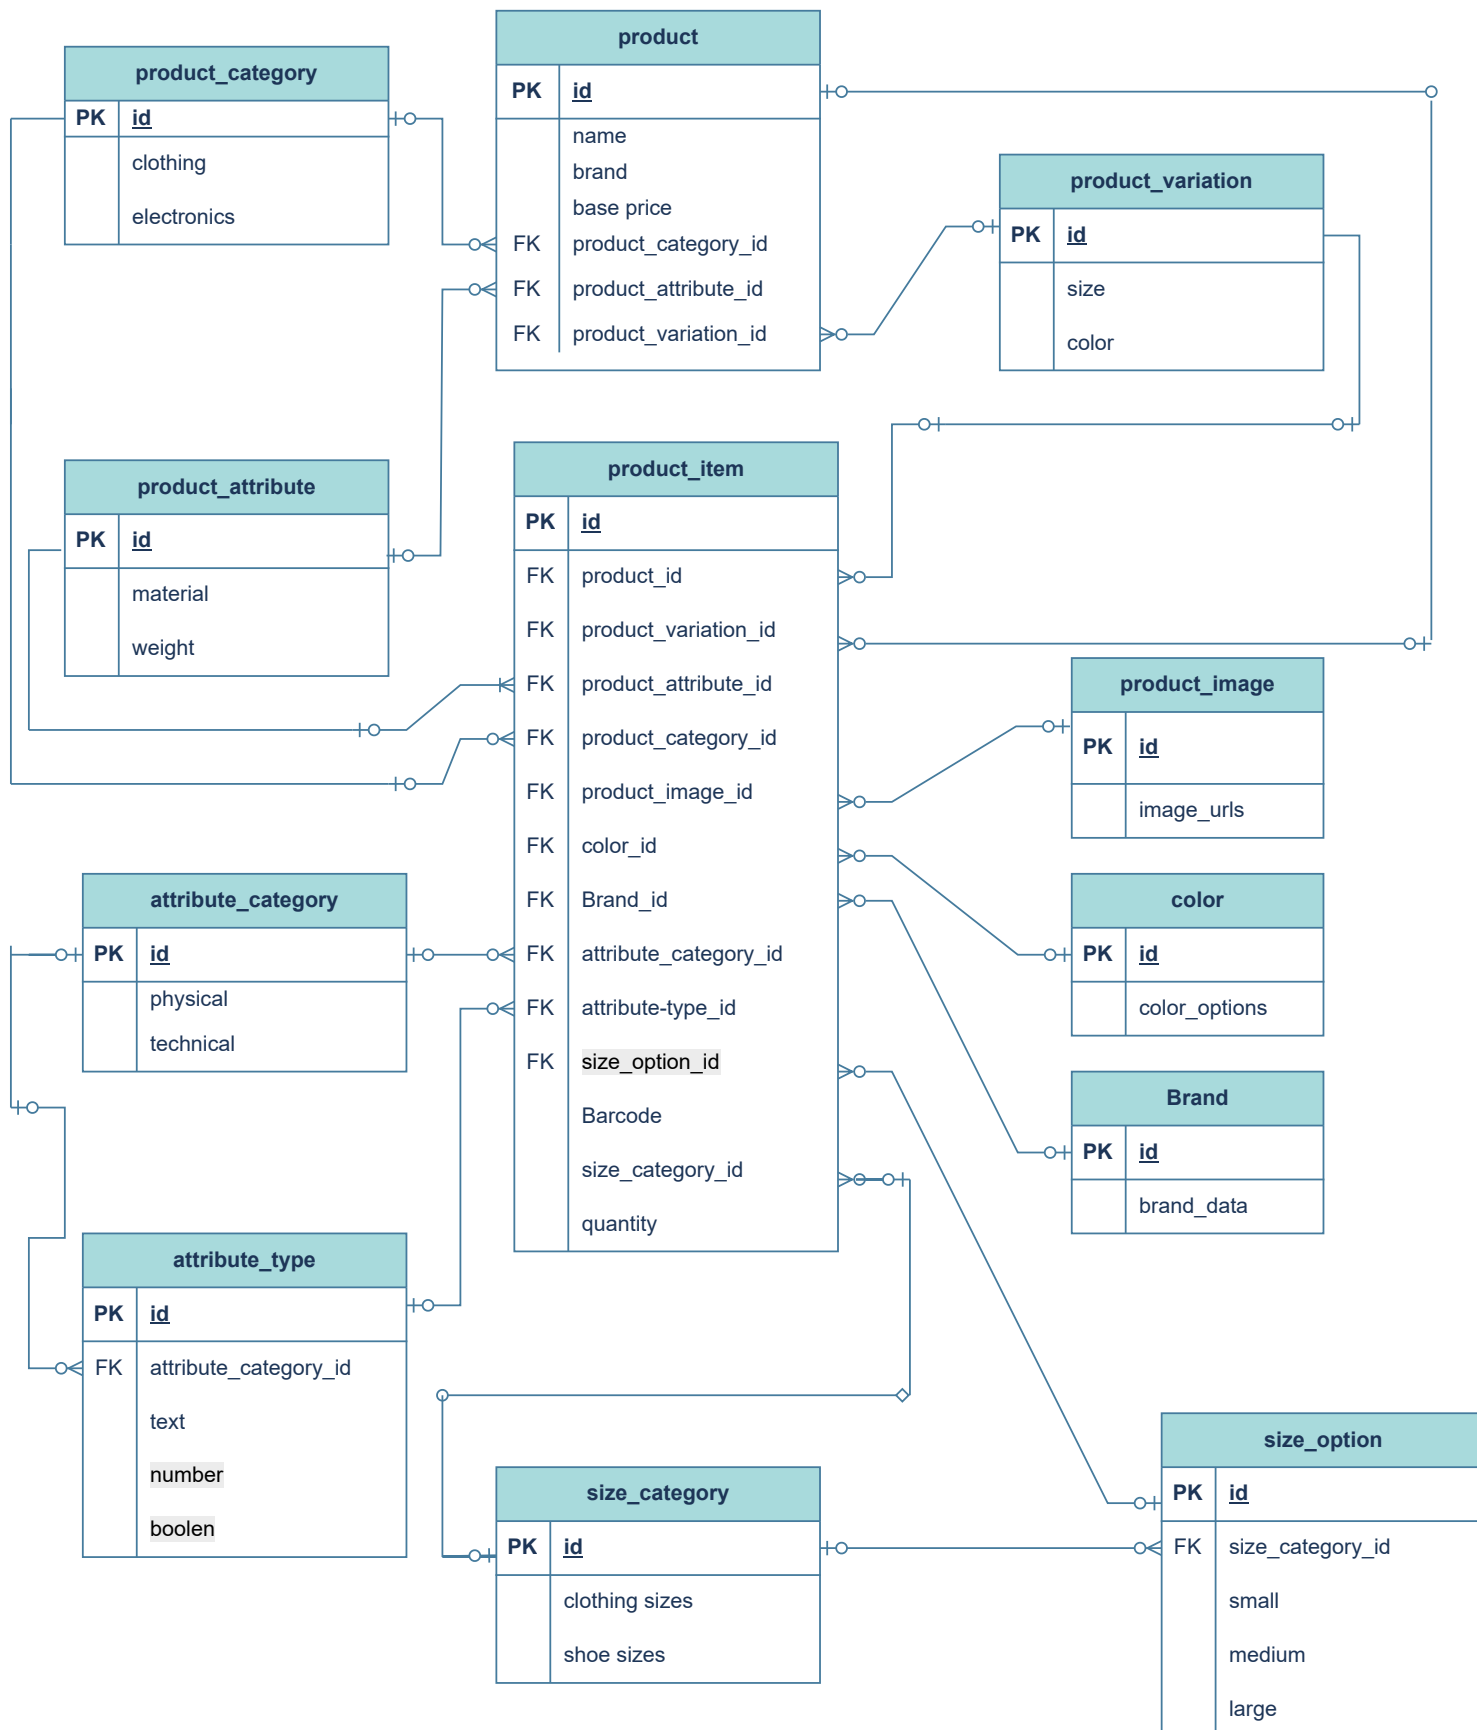 product
PK id
name
brand
base price
FK product_category_id
FK product_attribute_id
FK product_variation_id
product_category
PK id
clothing
electronics
product_variation
PK id
size
color
product_attribute
PK id
material
weight
product_item
PK id
FK product_id
FK product_variation_id
FK product_attribute_id
FK product_category_id
FK product_image_id
FK color_id
FK Brand_id
FK attribute_category_id
FK attribute-type_id
FK size_option_id
Barcode
size_category_id
quantity
product_image
PK id
image_urls
attribute_category
PK id
physical
technical
color
PK id
color_options
Brand
PK id
brand_data
attribute_type
PK id
FK attribute_category_id
text
number
boolen
size_category
PK id
clothing sizes
shoe sizes
size_option
PK id
FK size_category_id
small
medium
large